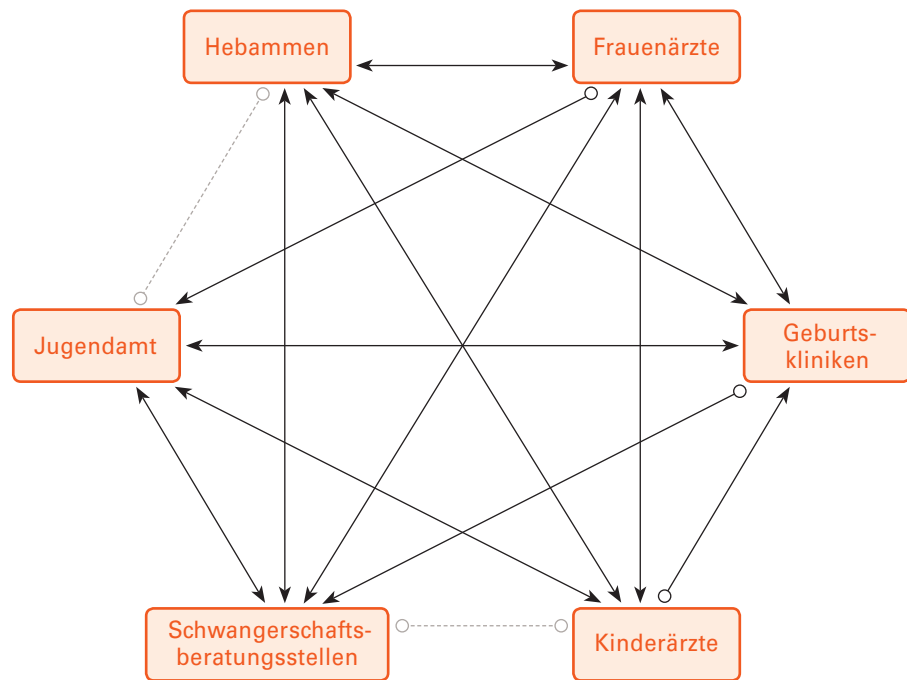 Hebammen
Frauenärzte
Jugendamt
Geburts-
kliniken
Schwangerschafts-
beratungsstellen
Kinderärzte